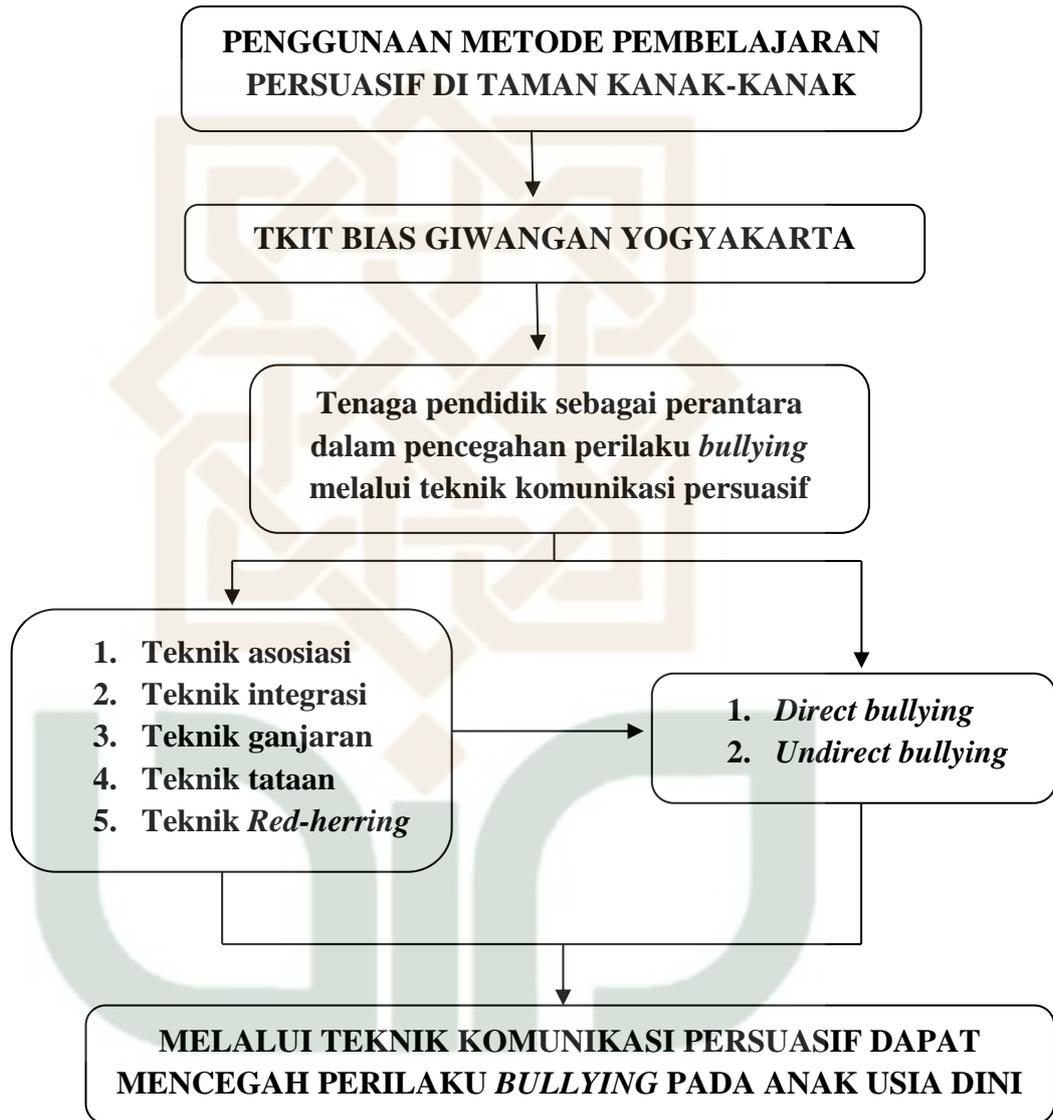 PENGGUNAAN METODE PEMBELAJARAN
PERSUASIF DI TAMAN KANAK-KANAK
TKIT BIAS GIWANGAN YOGYAKARTA
Tenaga pendidik sebagai perantara
dalam pencegahan perilaku bullying
melalui teknik komunikasi persuasif
1. Teknik asosiasi
2. Teknik integrasi
3. Teknik ganjaran
4. Teknik tataan
5. Teknik Red-herring
1. Direct bullying
2. Undirect bullying
MELALUI TEKNIK KOMUNIKASI PERSUASIF DAPAT
MENCEGAH PERILAKU BULLYING PADA ANAK USIA DINI